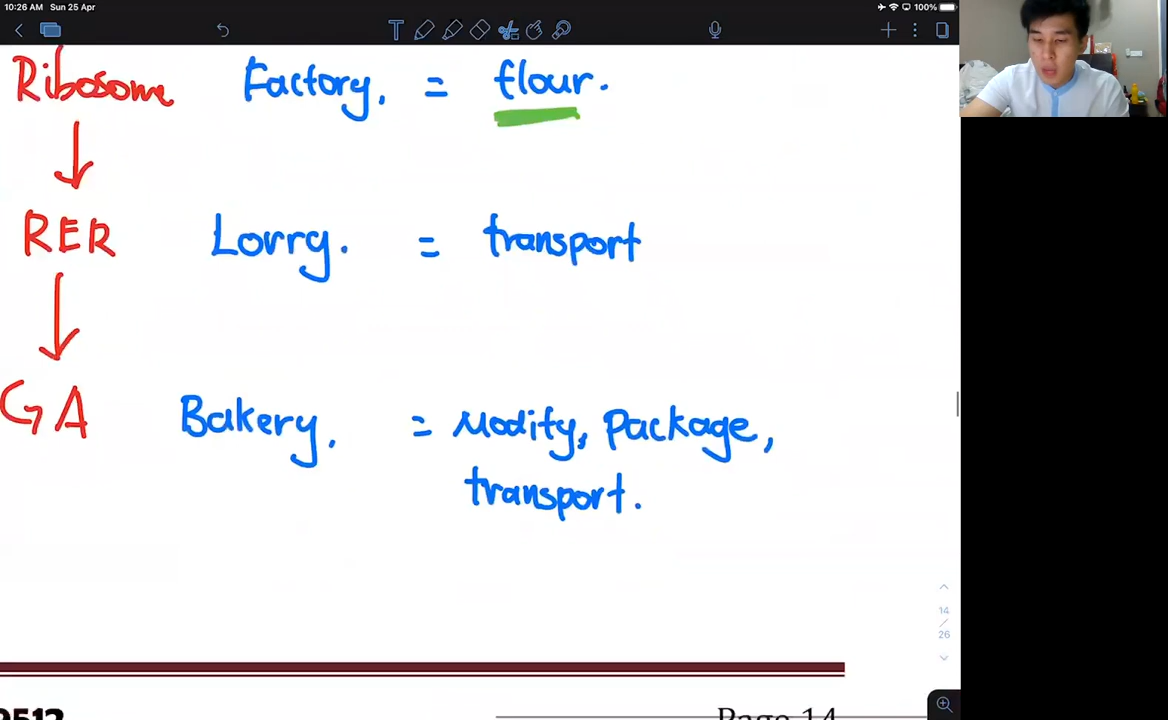 10:26 AM Sun 25 Apr
100%
Ribosome Factory. = flour.
RER Lorry. = transport
GA Bakery. = Modify, Package,
transport.
14
/
26
Page 14